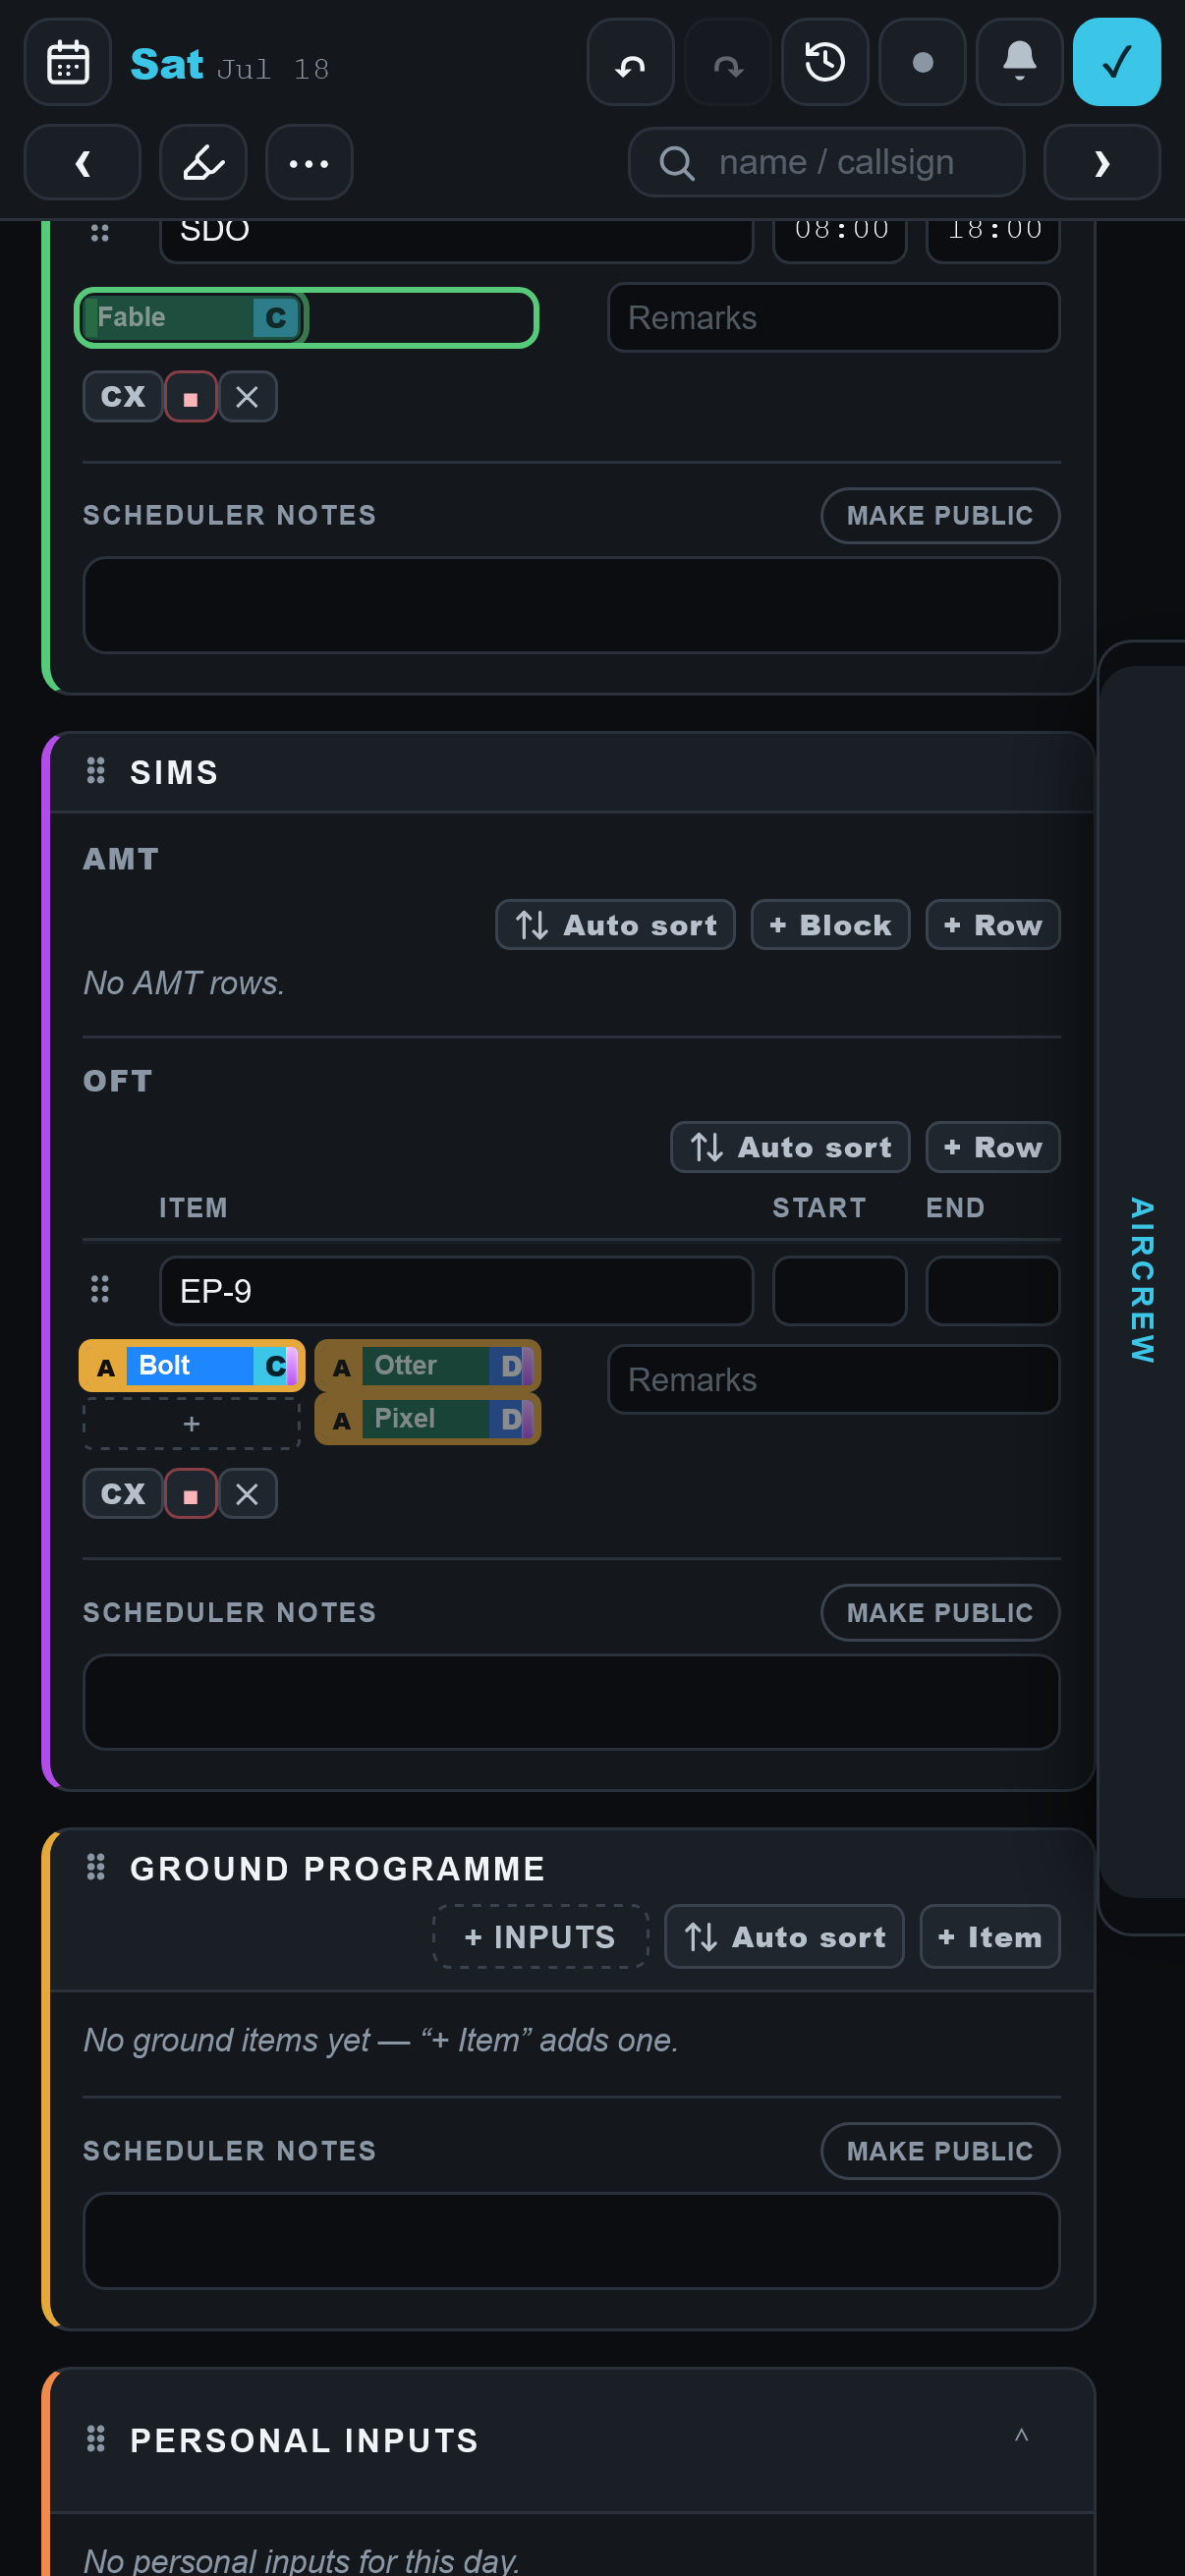 Sat Jul 18
name / callsign
SDO 08:00 18:00
Fable C Remarks
CX
SCHEDULER NOTES MAKE PUBLIC
SIMS
AMT
Auto sort + Block + Row
No AMT rows.
OFT
Auto sort + Row
ITEM START END
EP-9
A Bolt C A Otter D Remarks
+ A Pixel D
CX
SCHEDULER NOTES MAKE PUBLIC
AIRCREW
GROUND PROGRAMME
+ INPUTS Auto sort + Item
No ground items yet — “+ Item” adds one.
SCHEDULER NOTES MAKE PUBLIC
PERSONAL INPUTS
No personal inputs for this day.